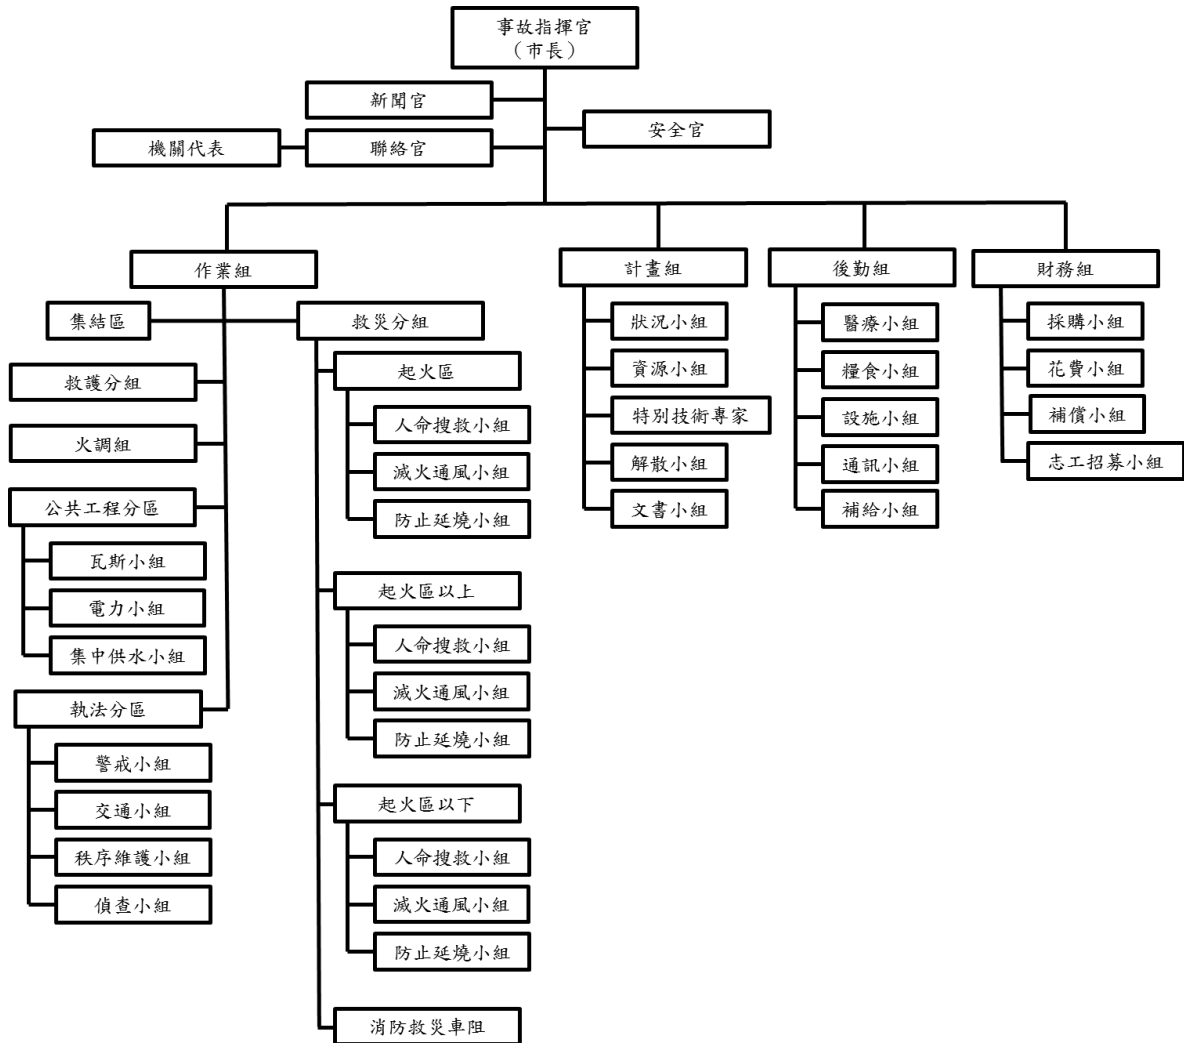 事故指揮官
（市長）
新聞官
安全官
機關代表
聯絡官
作業組
計畫組
後勤組
財務組
集結區
救災分組
救護分組
火調組
公共工程分區
瓦斯小組
電力小組
集中供水小組
執法分區
警戒小組
交通小組
秩序維護小組
偵查小組
起火區
人命搜救小組
滅火通風小組
防止延燒小組
起火區以上
人命搜救小組
滅火通風小組
防止延燒小組
起火區以下
人命搜救小組
滅火通風小組
防止延燒小組
消防救災車阻
狀況小組
資源小組
特別技術專家
解散小組
文書小組
醫療小組
糧食小組
設施小組
通訊小組
補給小組
採購小組
花費小組
補償小組
志工招募小組